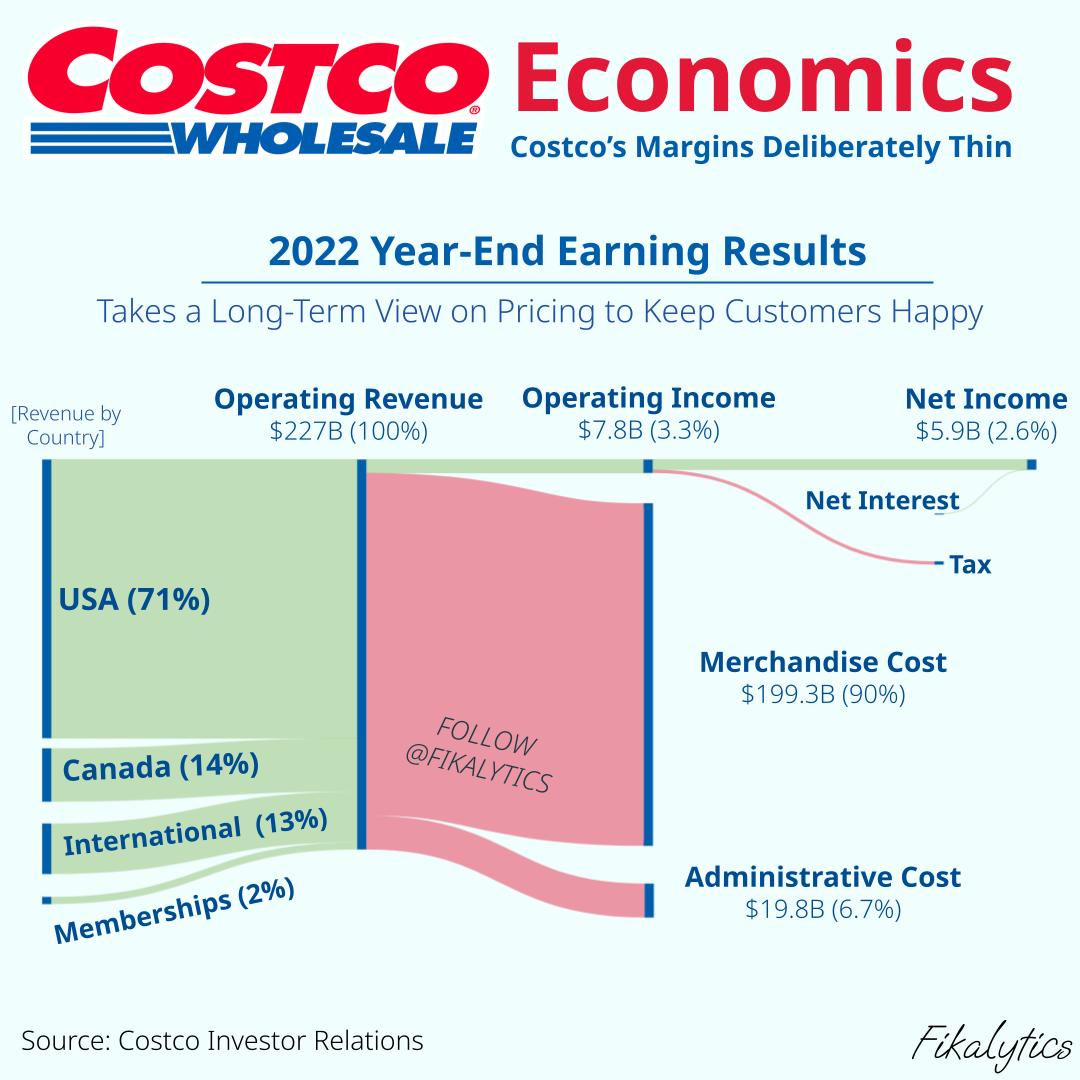 COSTCO
WHOLESALE
®
Economics
Costco’s Margins Deliberately Thin
2022 Year-End Earning Results
Takes a Long-Term View on Pricing to Keep Customers Happy
[Revenue by
Country]
Operating Revenue
$227B (100%)
Operating Income
$7.8B (3.3%)
Net Income
$5.9B (2.6%)
Net Interest
Tax
USA (71%)
Merchandise Cost
$199.3B (90%)
FOLLOW
@FIKALYTICS
Canada (14%)
International (13%)
Memberships (2%)
Administrative Cost
$19.8B (6.7%)
Source: Costco Investor Relations
Fikalytics